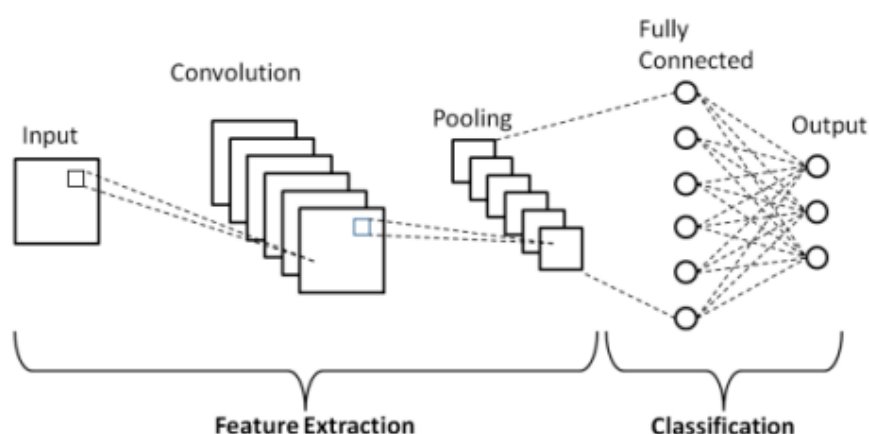 Input
Convolution
Pooling
Fully
Connected
Output
Feature Extraction
Classification